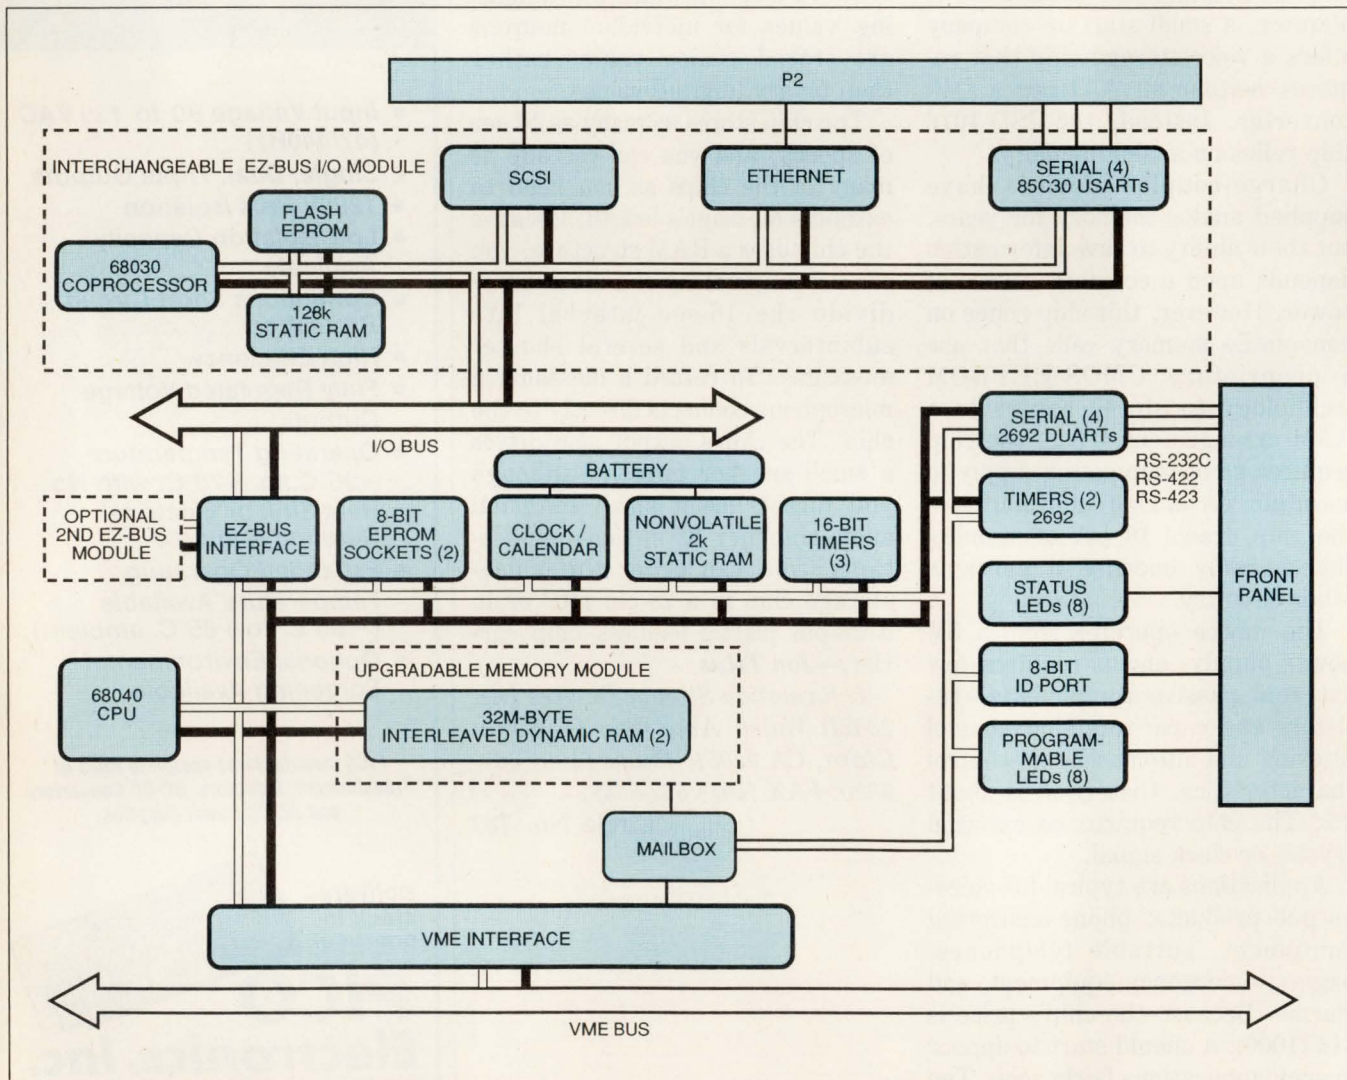 P2
INTERCHANGEABLE EZ-BUS I/O MODULE
SCSI
ETHERNET
SERIAL (4)
85C30 USARTs
FLASH
EPROM
68030
COPROCESSOR
128k
STATIC RAM
I/O BUS
SERIAL (4)
2692 DUARTs
RS-232C
RS-422
RS-423
BATTERY
OPTIONAL
2ND EZ-BUS
MODULE
EZ-BUS
INTERFACE
8-BIT
EPROM
SOCKETS (2)
CLOCK /
CALENDAR
NONVOLATILE
2k
STATIC RAM
16-BIT
TIMERS
(3)
TIMERS (2)
2692
STATUS
LEDs (8)
FRONT
PANEL
8-BIT
ID PORT
PROGRAM-
MABLE
LEDs (8)
68040
CPU
UPGRADABLE MEMORY MODULE
32M-BYTE
INTERLEAVED DYNAMIC RAM (2)
MAILBOX
VME INTERFACE
VME BUS